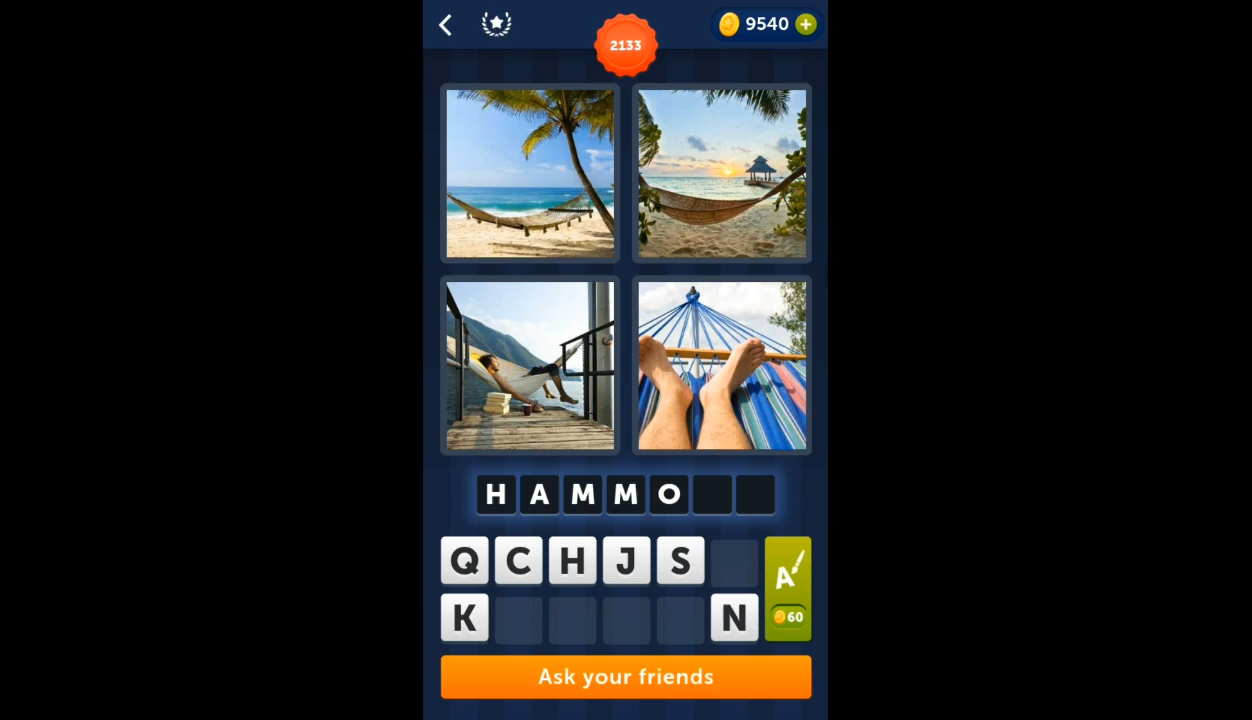 9540 +
2133
H A M M O
Q C H J S
A
K N
60
Ask your friends